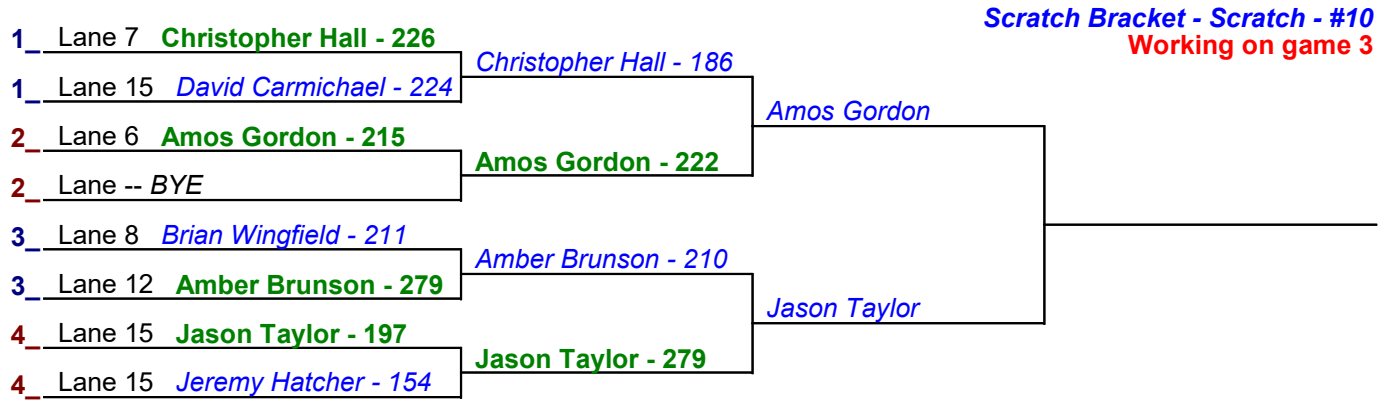 Scratch Bracket - Scratch - #10
Working on game 3
1_ Lane 7 Christopher Hall - 226
Christopher Hall - 186
1_ Lane 15 David Carmichael - 224
Amos Gordon
2_ Lane 6 Amos Gordon - 215
Amos Gordon - 222
2_ Lane -- BYE
3_ Lane 8 Brian Wingfield - 211
Amber Brunson - 210
3_ Lane 12 Amber Brunson - 279
Jason Taylor
4_ Lane 15 Jason Taylor - 197
Jason Taylor - 279
4_ Lane 15 Jeremy Hatcher - 154